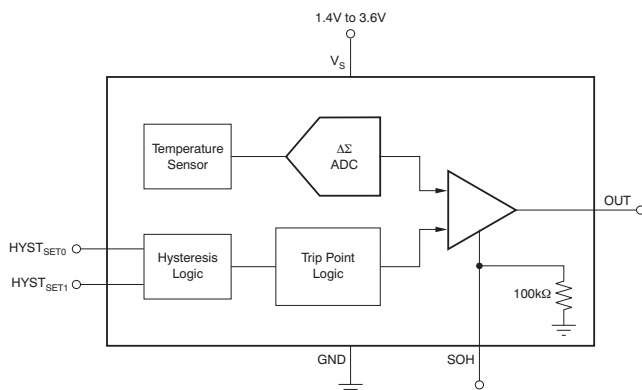 1.4V to 3.6V
V_S
Temperature
Sensor
ΔΣ
ADC
OUT
HYST_SET0
Hysteresis
Logic
Trip Point
Logic
HYST_SET1
100kΩ
GND
SOH